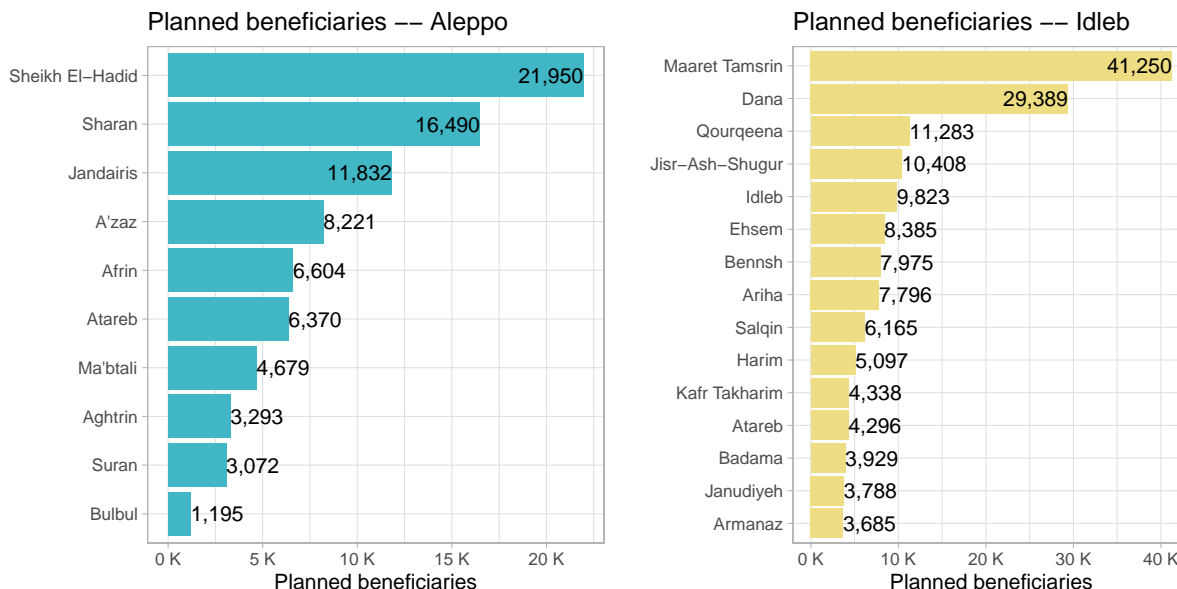 Planned beneficiaries −− Aleppo
Sheikh El−Hadid 21,950
Sharan 16,490
Jandairis 11,832
A'zaz 8,221
Afrin 6,604
Atareb 6,370
Ma'btali 4,679
Aghtrin 3,293
Suran 3,072
Bulbul 1,195
0 K 5 K 10 K 15 K 20 K
Planned beneficiaries
Planned beneficiaries −− Idleb
Maaret Tamsrin 41,250
Dana 29,389
Qourqeena 11,283
Jisr−Ash−Shugur 10,408
Idleb 9,823
Ehsem 8,385
Bennsh 7,975
Ariha 7,796
Salqin 6,165
Harim 5,097
Kafr Takharim 4,338
Atareb 4,296
Badama 3,929
Janudiyeh 3,788
Armanaz 3,685
0 K 10 K 20 K 30 K 40 K
Planned beneficiaries